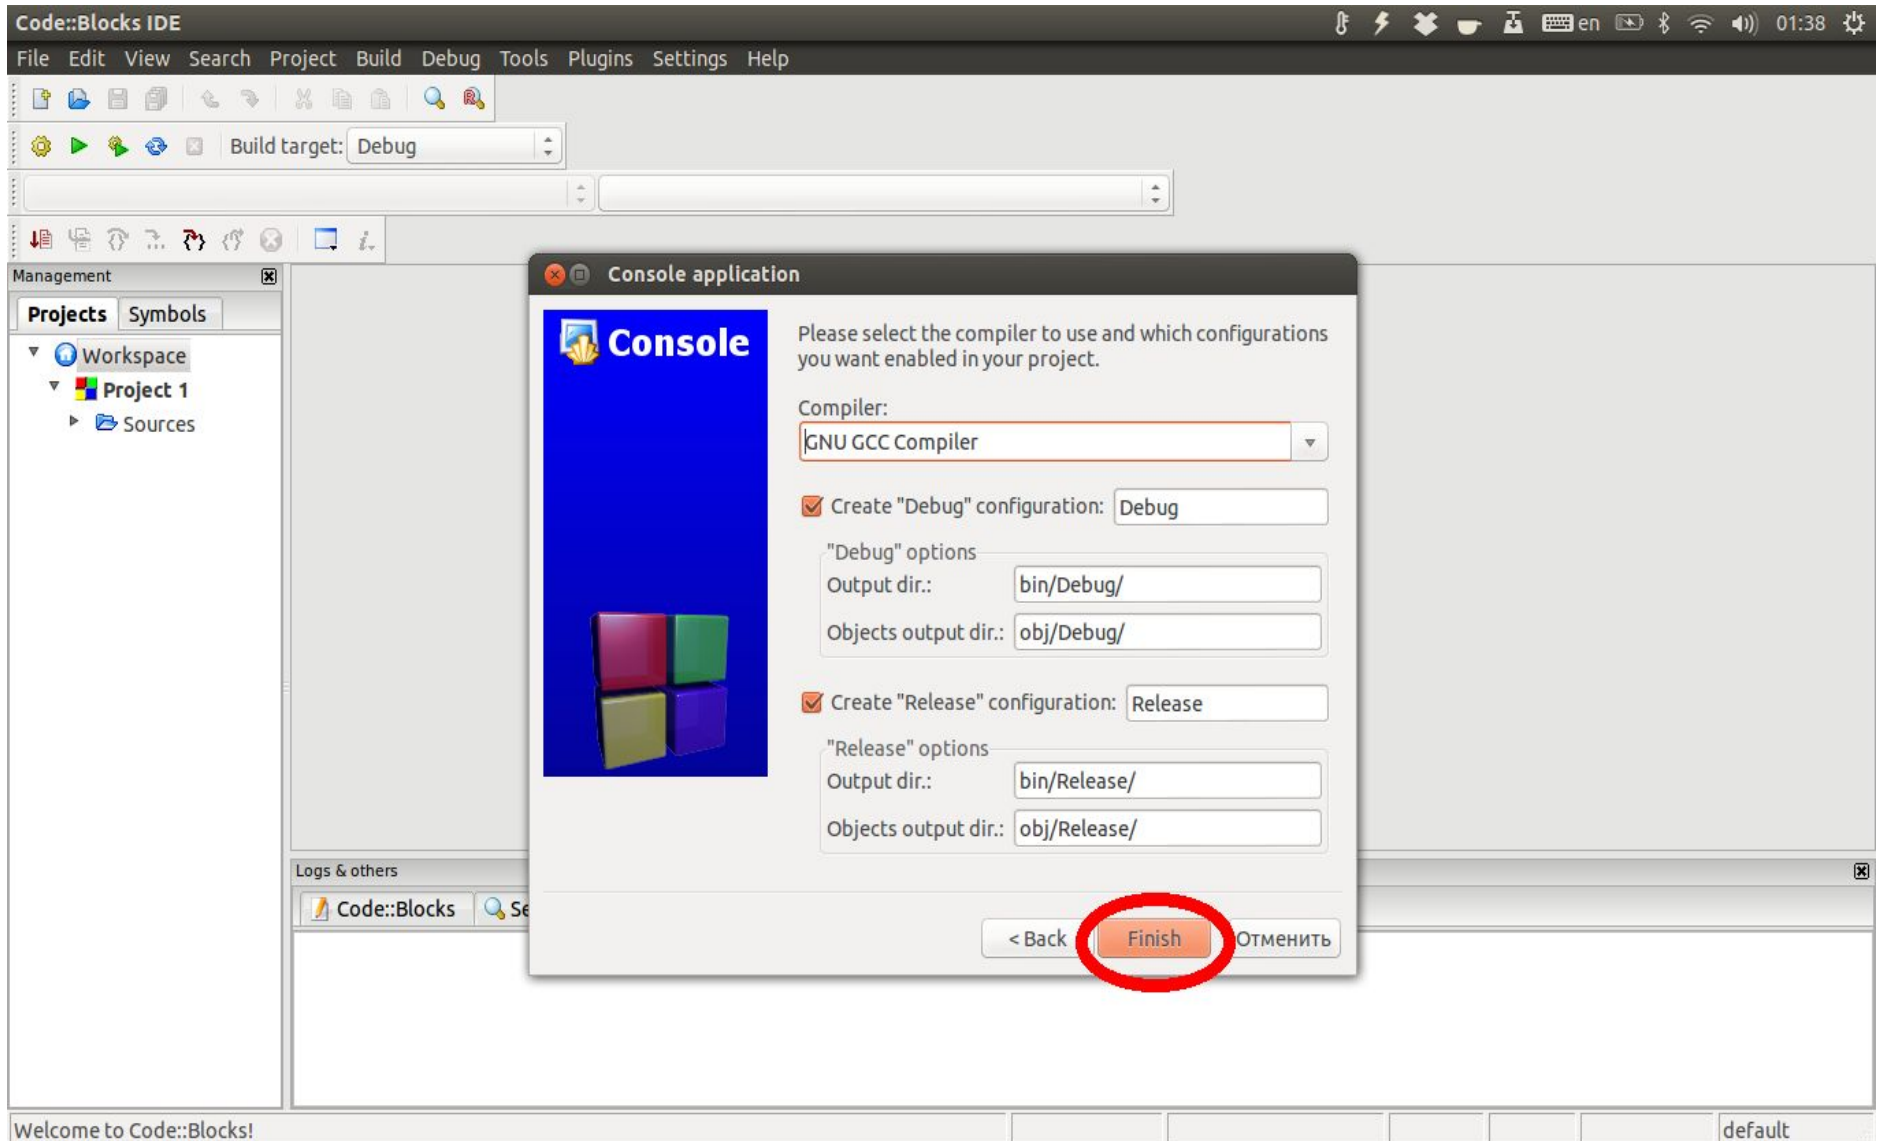 Code::Blocks IDE
en 01:38
File Edit View Search Project Build Debug Tools Plugins Settings Help
Build target: Debug
Management
Projects Symbols
Workspace
Project 1
Sources
Console application
Console
Please select the compiler to use and which configurations
you want enabled in your project.
Compiler:
GNU GCC Compiler
Create "Debug" configuration: Debug
"Debug" options
Output dir.: bin/Debug/
Objects output dir.: obj/Debug/
Create "Release" configuration: Release
"Release" options
Output dir.: bin/Release/
Objects output dir.: obj/Release/
< Back Finish Отменить
Logs & others
Code::Blocks Se
Welcome to Code::Blocks! default